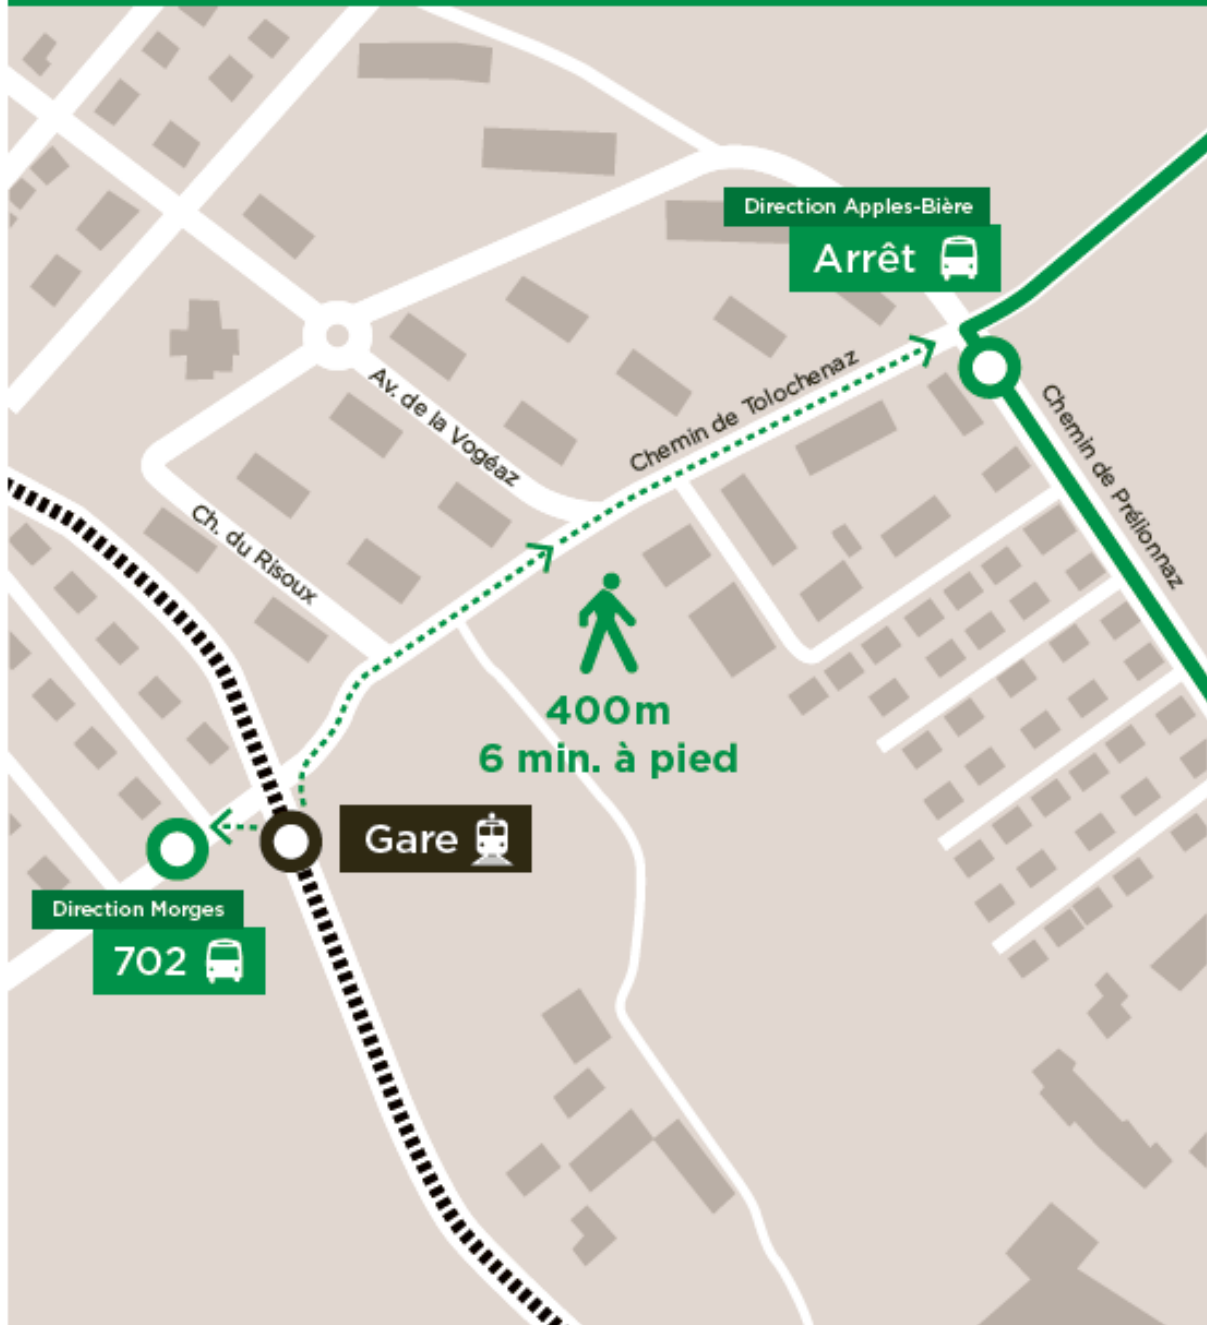 Direction Apples-Bière
Arrêt
Av. de la Vogéaz
Chemin de Tolochenaz
Chemin de Prélionnaz
Ch. du Risoux
400m
6 min. à pied
Gare
Direction Morges
702